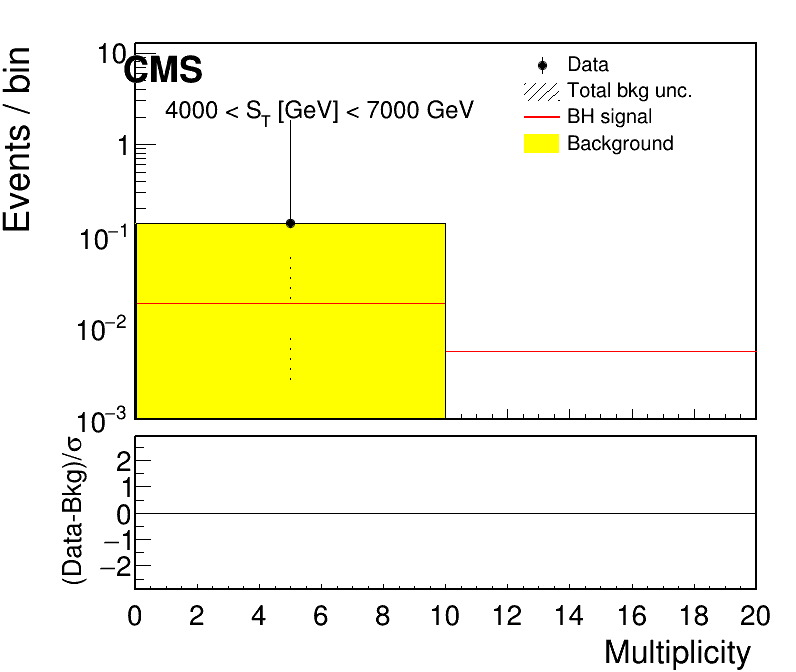 Events / bin
10
1
10−1
10−2
10−3
CMS
4000 < ST [GeV] < 7000 GeV
Data
Total bkg unc.
BH signal
Background
(Data-Bkg)/σ
2
1
0
−1
−2
0 2 4 6 8 10 12 14 16 18 20
Multiplicity